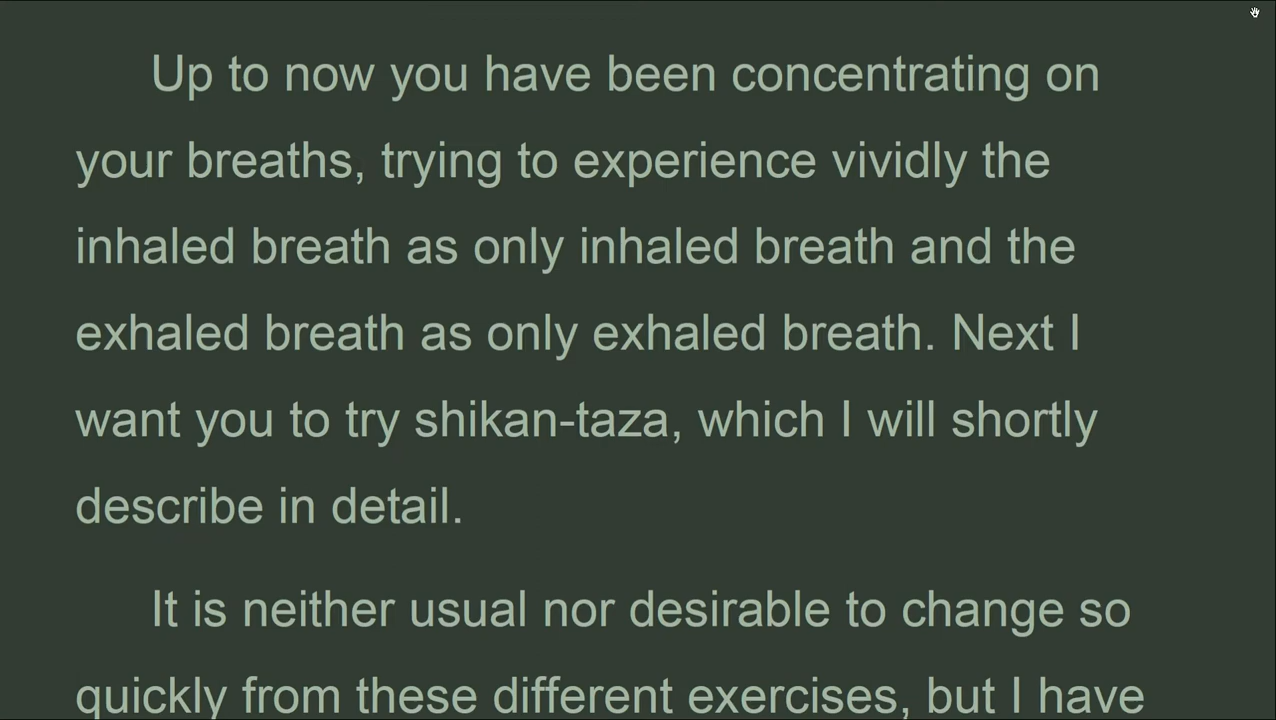 Up to now you have been concentrating on
your breaths, trying to experience vividly the
inhaled breath as only inhaled breath and the
exhaled breath as only exhaled breath. Next I
want you to try shikan-taza, which I will shortly
describe in detail.
It is neither usual nor desirable to change so
quickly from these different exercises, but I have